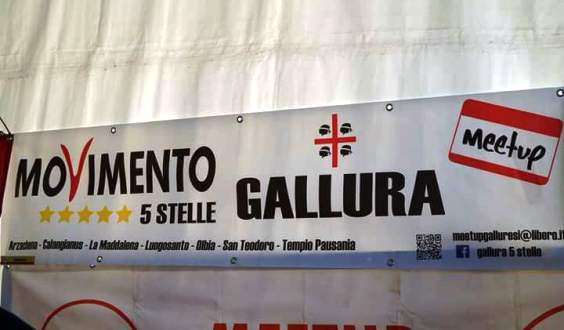 MOVIMENTO
5 STELLE
GALLURA
Meetup
Arzachena - Calangianus - La Maddalena - Luogosanto - Olbia - San Teodoro - Tempio Pausania
meetupgalluresi@libero.it
gallura 5 stelle